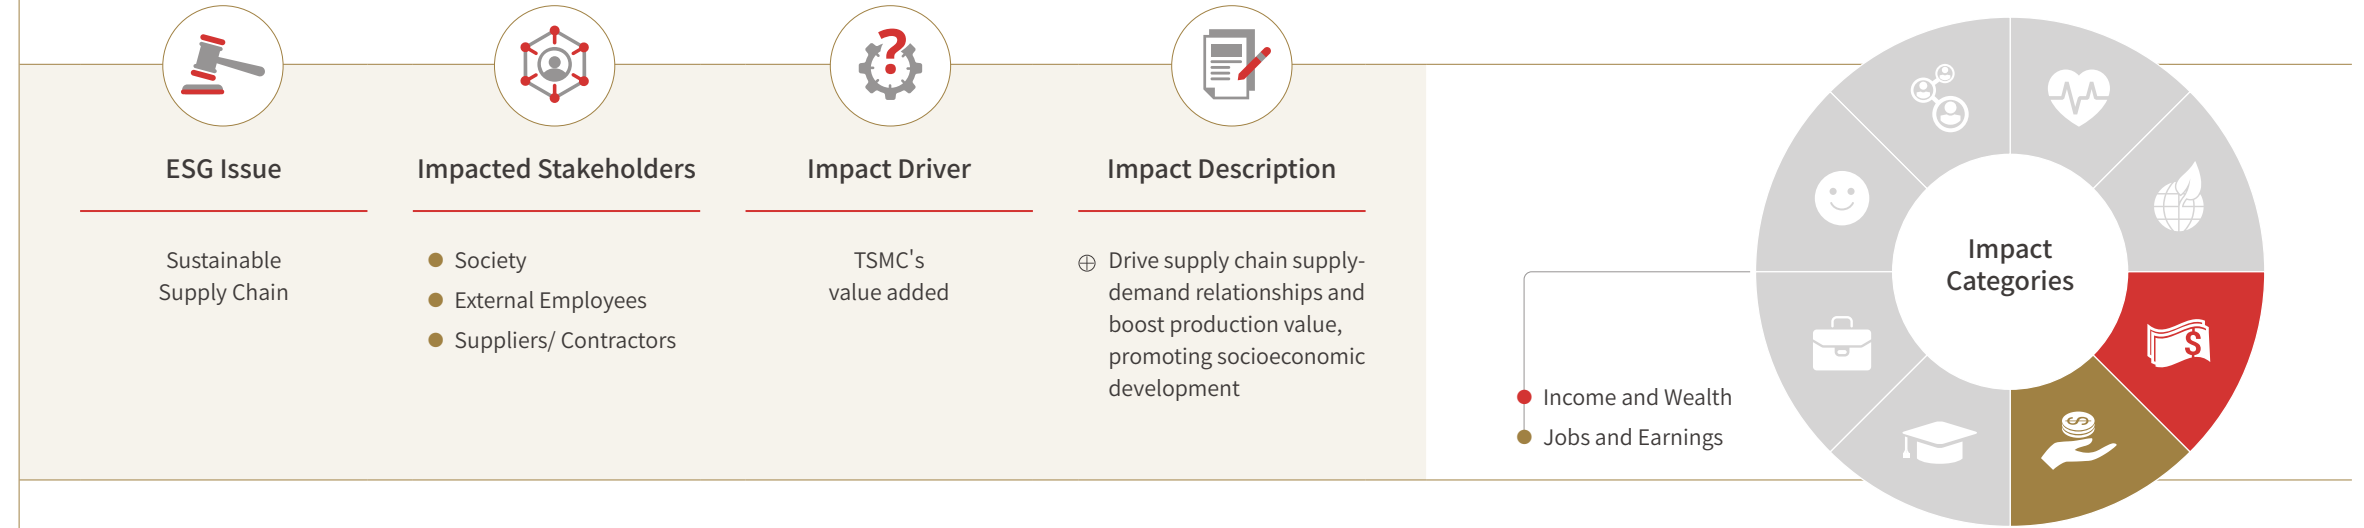 ESG Issue
Sustainable
Supply Chain
Impacted Stakeholders
Society
External Employees
Suppliers/ Contractors
Impact Driver
TSMC's
value added
Impact Description
⊕ Drive supply chain supply-
demand relationships and
boost production value,
promoting socioeconomic
development
Income and Wealth
Jobs and Earnings
Impact
Categories